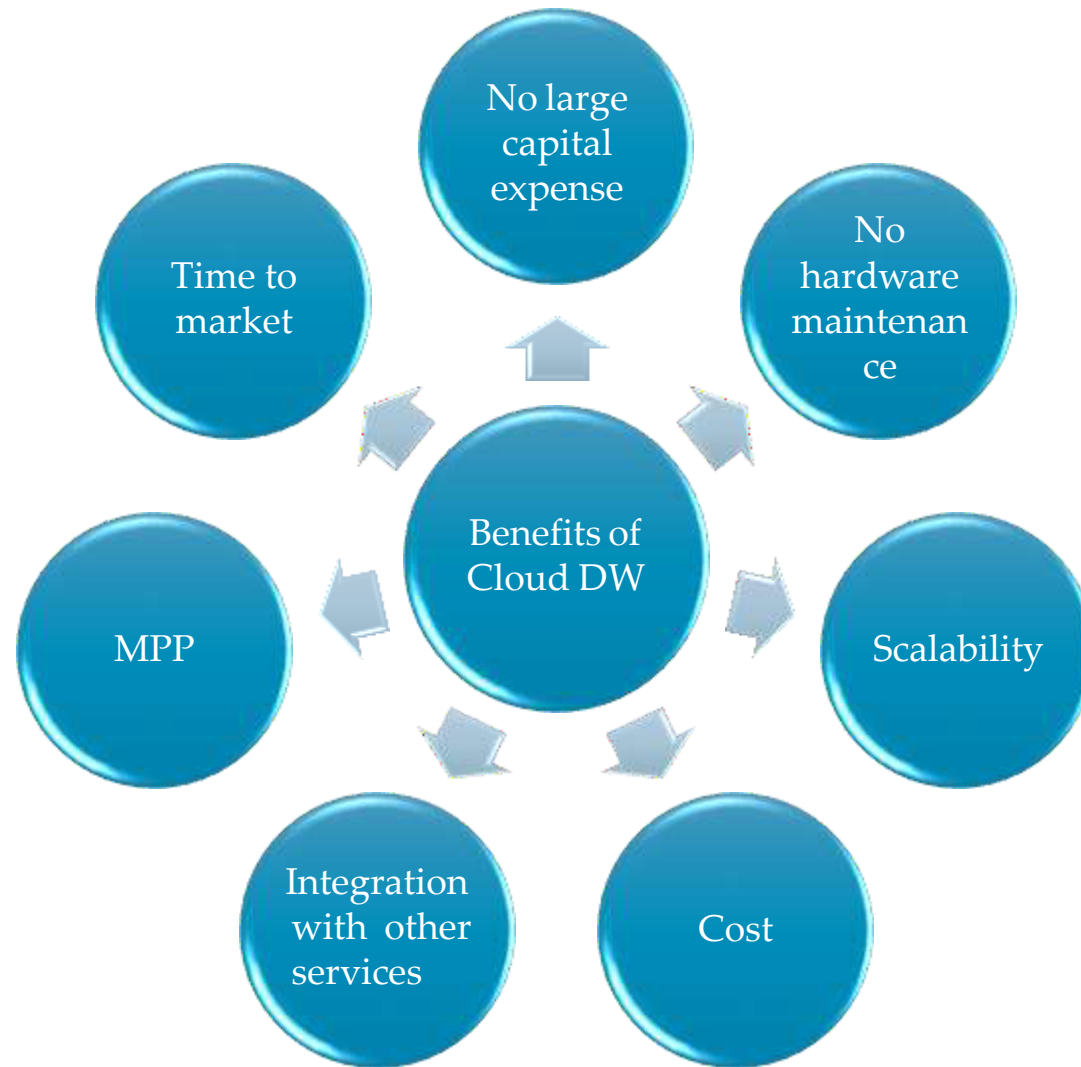 No large
capital
expense
No
hardware
maintenan
ce
Scalability
Cost
Integration
with other
services
MPP
Time to
market
Benefits of
Cloud DW